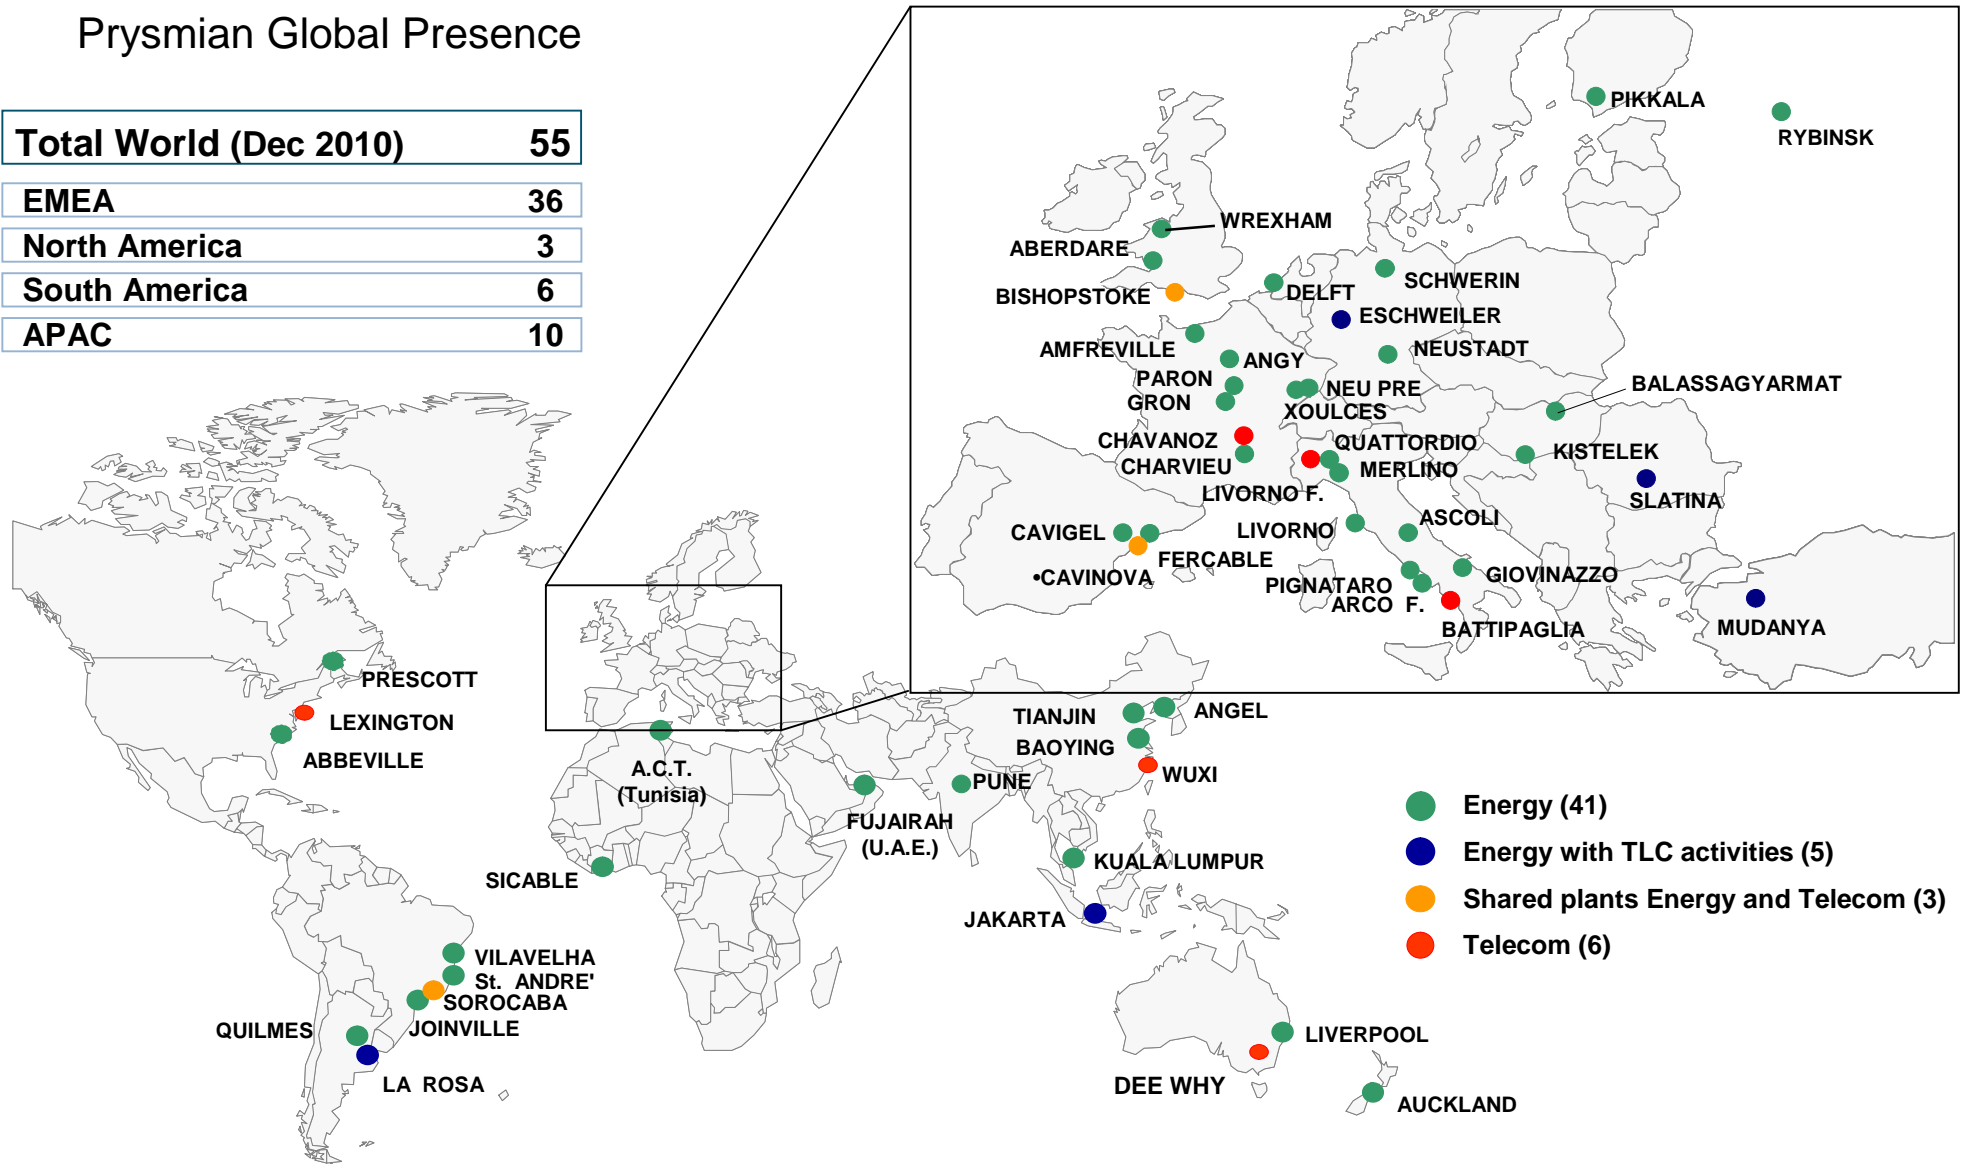 Prysmian Global Presence
Total World (Dec 2010) 55
EMEA 36
North America 3
South America 6
APAC 10
PIKKALA
RYBINSK
WREXHAM
ABERDARE
BISHOPSTOKE
DELFT
SCHWERIN
ESCHWEILER
AMFREVILLE
ANGY
NEUSTADT
PARON
NEU PRE
BALASSAGYARMAT
GRON
XOULCES
CHAVANOZ
QUATTORDIO
KISTELEK
CHARVIEU
MERLINO
LIVORNO F.
SLATINA
CAVIGEL
LIVORNO
ASCOLI
FERCABLE
•CAVINOVA
PIGNATARO
GIOVINAZZO
ARCO F.
BATTIPAGLIA
MUDANYA
PRESCOTT
LEXINGTON
ABBEVILLE
TIANJIN
ANGEL
BAOYING
WUXI
A.C.T.
(Tunisia)
PUNE
FUJAIRAH
(U.A.E.)
SICABLE
KUALA LUMPUR
JAKARTA
VILAVELHA
St. ANDRE'
SOROCABA
JOINVILLE
QUILMES
LA ROSA
LIVERPOOL
DEE WHY
AUCKLAND
Energy (41)
Energy with TLC activities (5)
Shared plants Energy and Telecom (3)
Telecom (6)